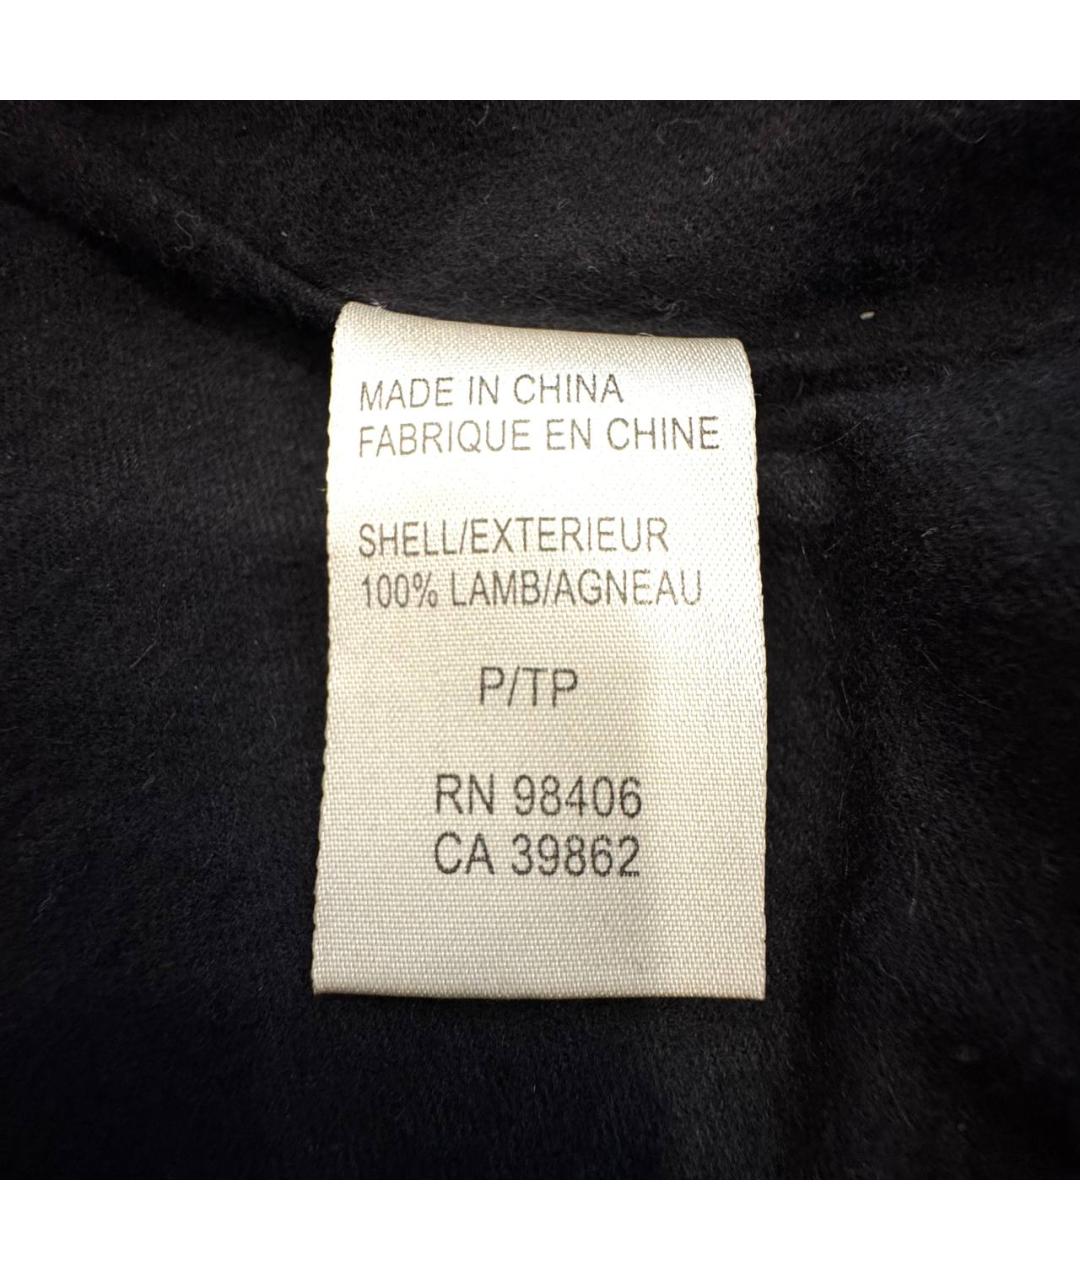 MADE IN CHINA
FABRIQUE EN CHINE
SHELL/EXTERIEUR
100% LAMB/AGNEAU
P/TP
RN 98406
CA 39862